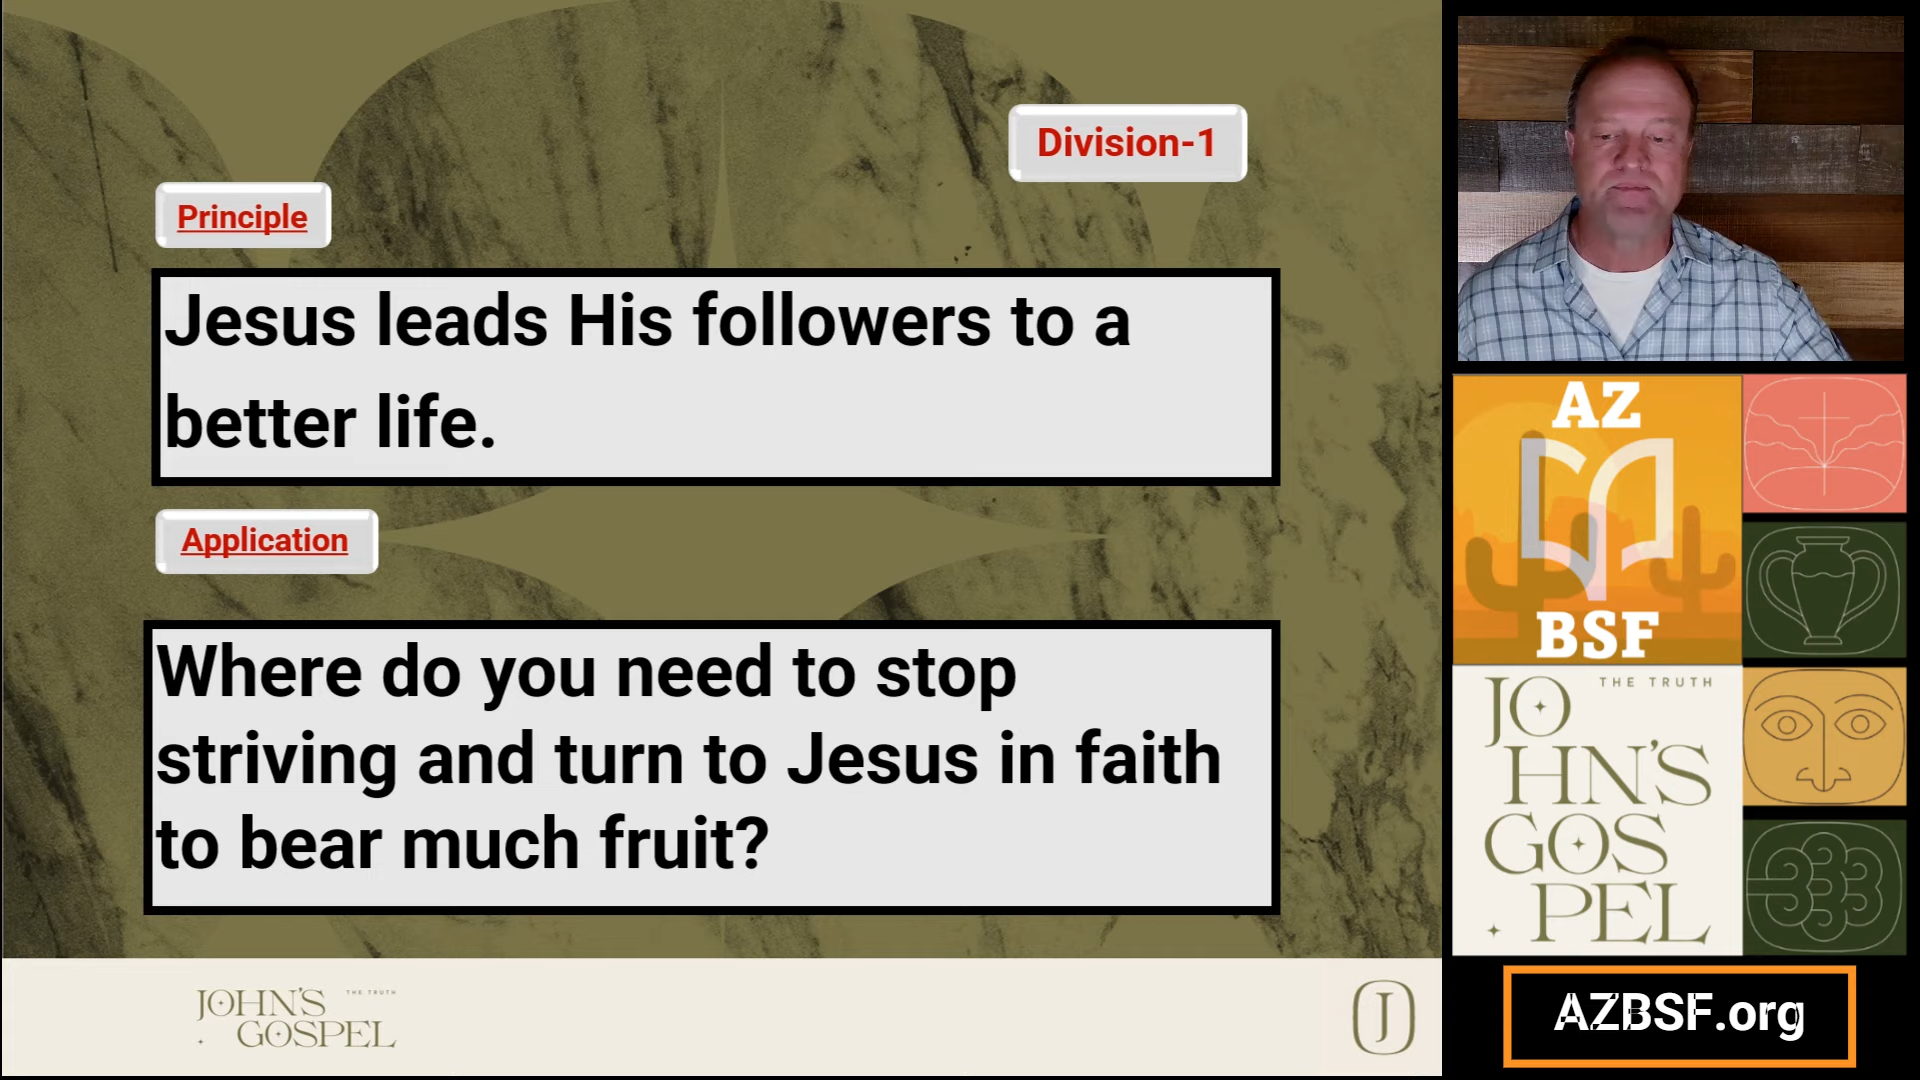 Division-1
Principle
Jesus leads His followers to a
better life.
Application
Where do you need to stop
striving and turn to Jesus in faith
to bear much fruit?
JOHN'S THE TRUTH
GOSPEL
J
AZ
BSF
THE TRUTH
JO
HN'S
GOS
PEL
AZBSF.org